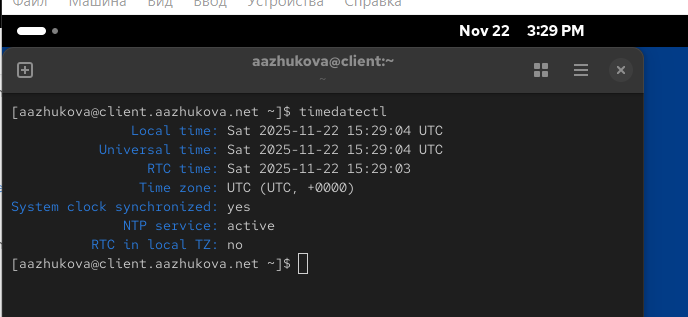 Файл Машина Вид Ввод Устройства Справка
Nov 22 3:29 PM
aazhukova@client:~
~
[aazhukova@client.aazhukova.net ~]$ timedatectl
Local time: Sat 2025-11-22 15:29:04 UTC
Universal time: Sat 2025-11-22 15:29:04 UTC
RTC time: Sat 2025-11-22 15:29:03
Time zone: UTC (UTC, +0000)
System clock synchronized: yes
NTP service: active
RTC in local TZ: no
[aazhukova@client.aazhukova.net ~]$